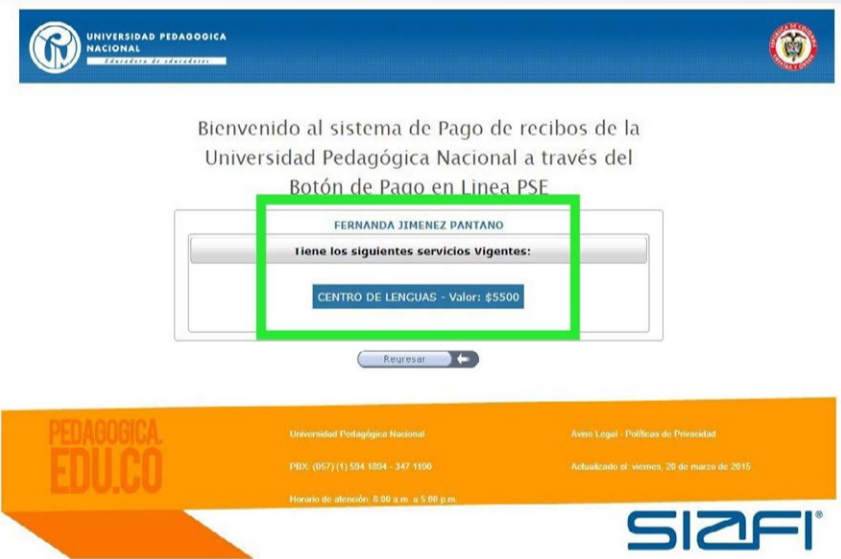 UNIVERSIDAD PEDAGOGICA
NACIONAL
Educadora de educadores
Bienvenido al sistema de Pago de recibos de la
Universidad Pedagógica Nacional a través del
Botón de Pago en Linea PSE
FERNANDA JIMENEZ PANTANO
Tiene los siguientes servicios Vigentes:
CENTRO DE LENGUAS - Valor: $5500
Regresar
PEDAGOGICA.
EDU.CO
Universidad Pedagógica Nacional
PBX: (057) (1) 594 1894 - 347 1190
Horario de atención: 8:00 a.m. a 5:00 p.m.
Aviso Legal - Políticas de Privacidad
Actualizado el: viernes, 20 de marzo de 2015
SIAFI